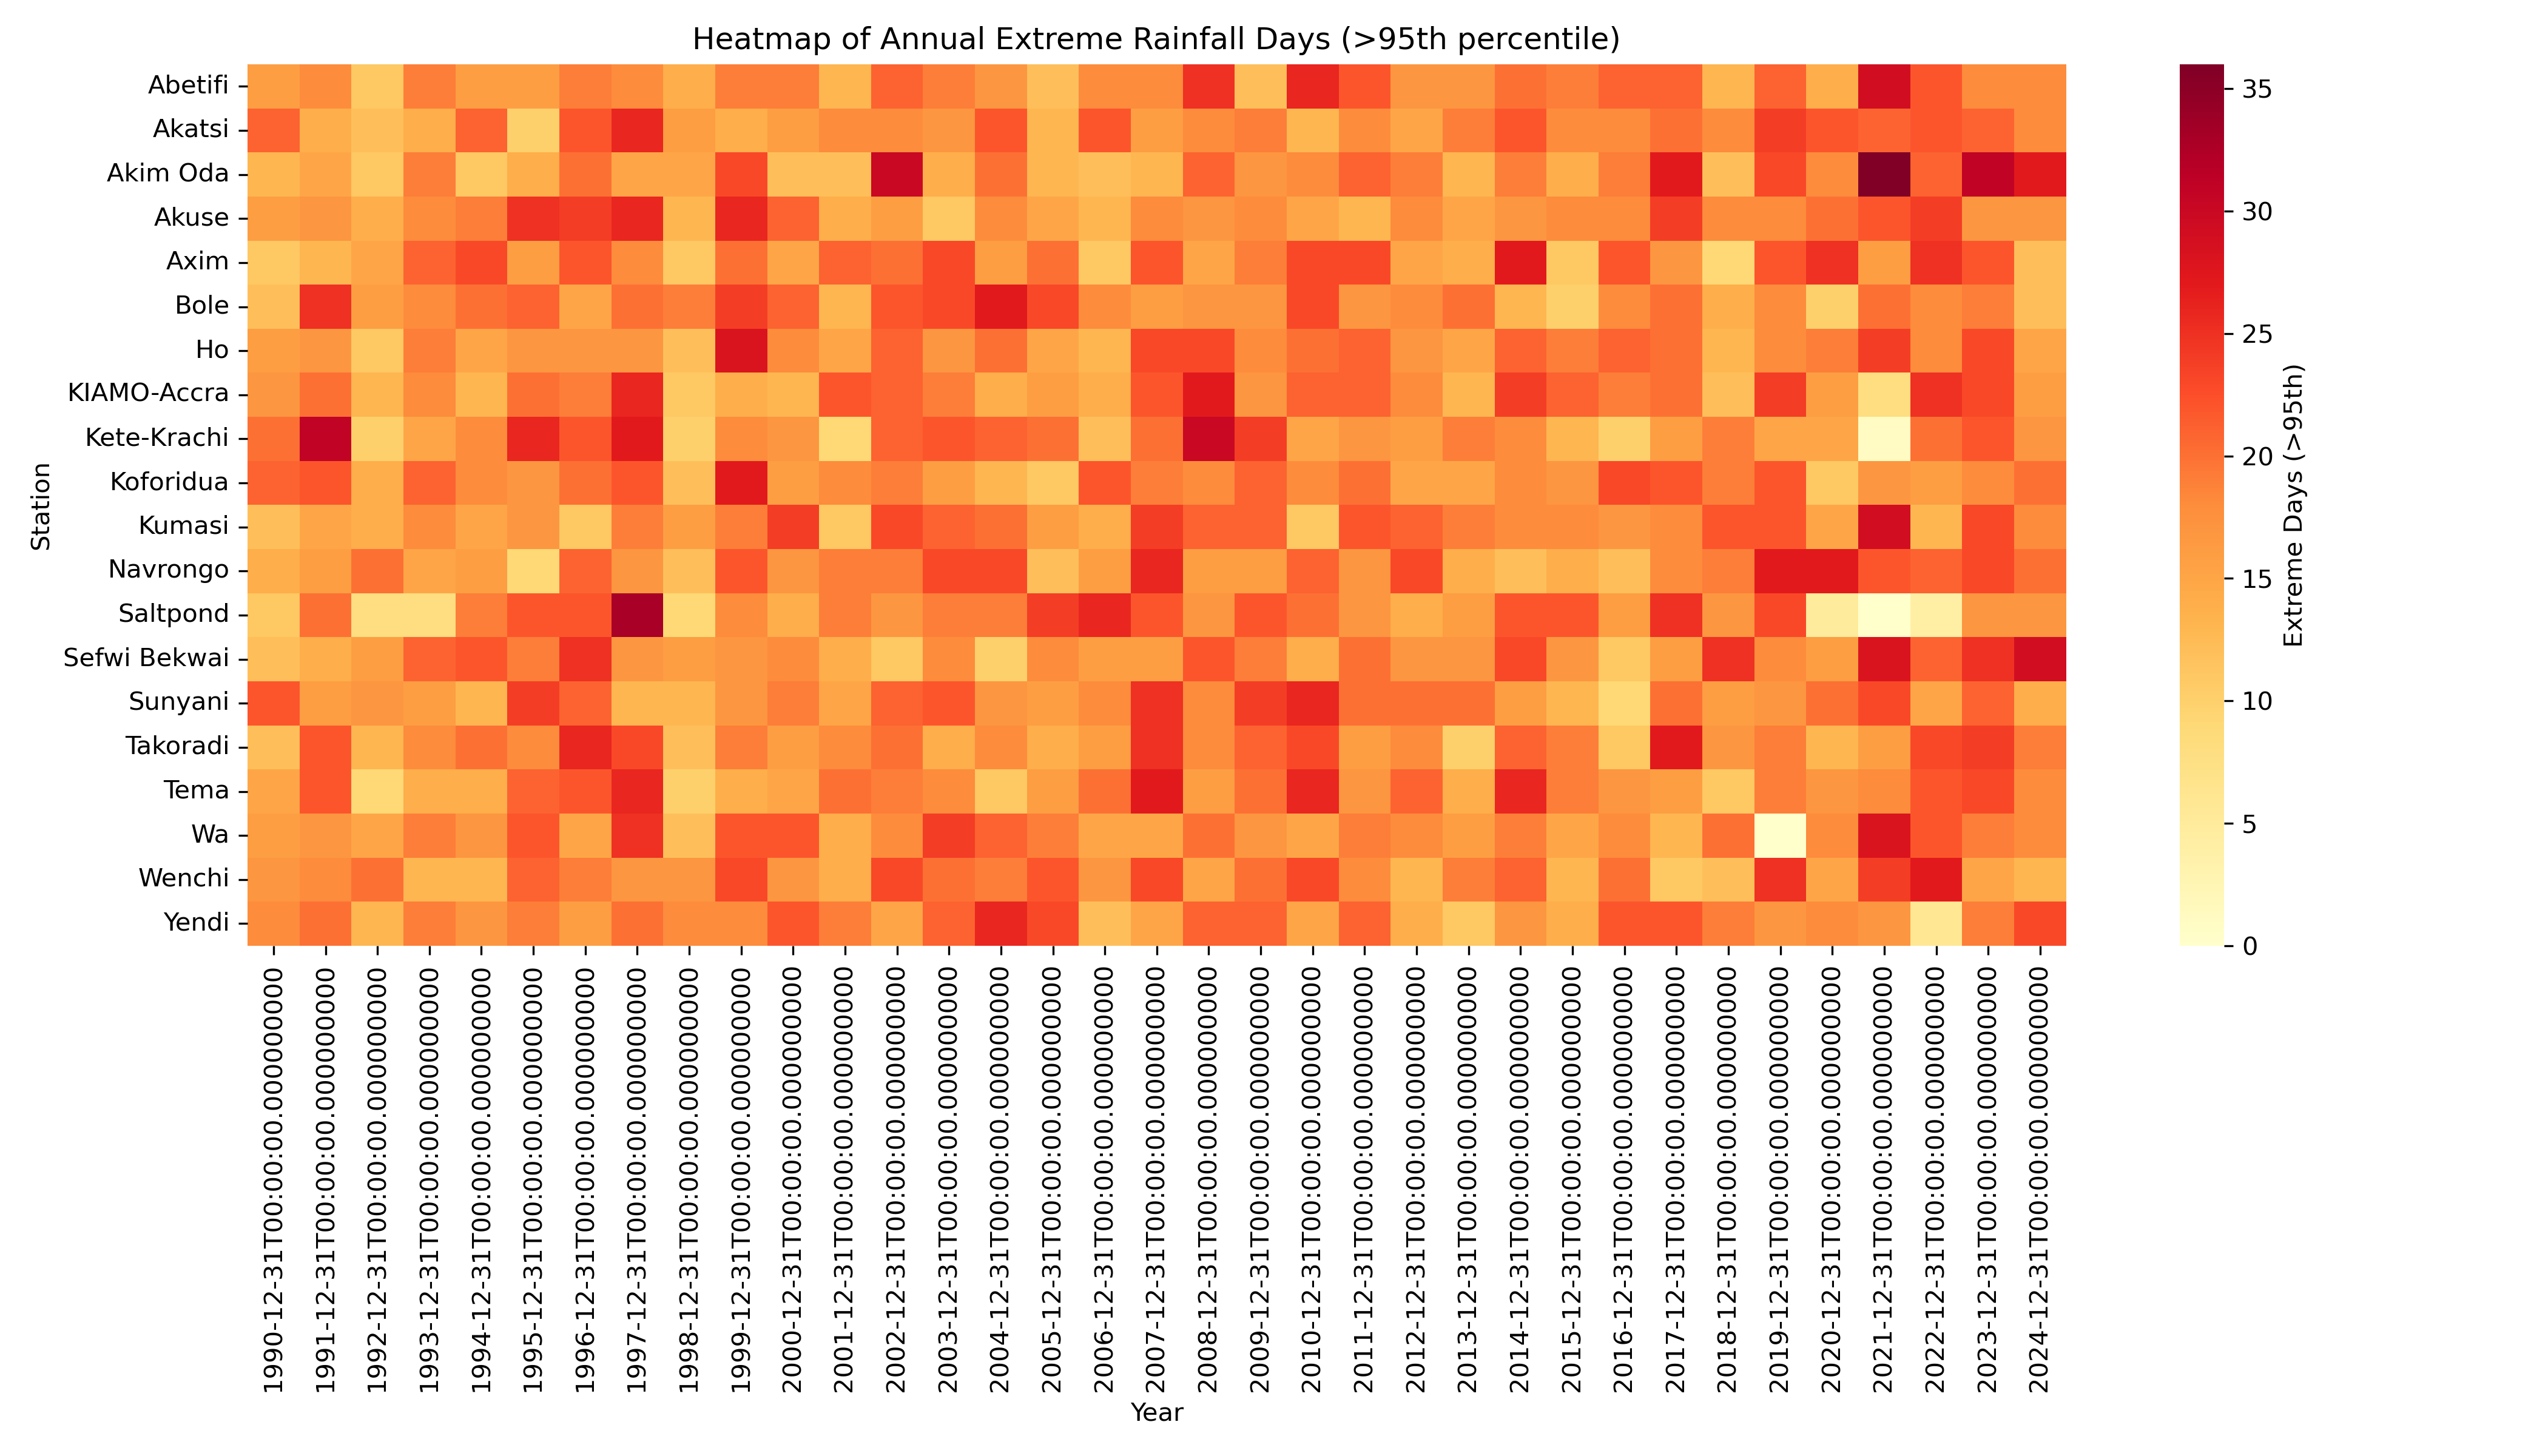 Heatmap of Annual Extreme Rainfall Days (>95th percentile)
Station
Abetifi
Akatsi
Akim Oda
Akuse
Axim
Bole
Ho
KIAMO-Accra
Kete-Krachi
Koforidua
Kumasi
Navrongo
Saltpond
Sefwi Bekwai
Sunyani
Takoradi
Tema
Wa
Wenchi
Yendi
1990-12-31T00:00:00.000000000
1991-12-31T00:00:00.000000000
1992-12-31T00:00:00.000000000
1993-12-31T00:00:00.000000000
1994-12-31T00:00:00.000000000
1995-12-31T00:00:00.000000000
1996-12-31T00:00:00.000000000
1997-12-31T00:00:00.000000000
1998-12-31T00:00:00.000000000
1999-12-31T00:00:00.000000000
2000-12-31T00:00:00.000000000
2001-12-31T00:00:00.000000000
2002-12-31T00:00:00.000000000
2003-12-31T00:00:00.000000000
2004-12-31T00:00:00.000000000
2005-12-31T00:00:00.000000000
2006-12-31T00:00:00.000000000
2007-12-31T00:00:00.000000000
2008-12-31T00:00:00.000000000
2009-12-31T00:00:00.000000000
2010-12-31T00:00:00.000000000
2011-12-31T00:00:00.000000000
2012-12-31T00:00:00.000000000
2013-12-31T00:00:00.000000000
2014-12-31T00:00:00.000000000
2015-12-31T00:00:00.000000000
2016-12-31T00:00:00.000000000
2017-12-31T00:00:00.000000000
2018-12-31T00:00:00.000000000
2019-12-31T00:00:00.000000000
2020-12-31T00:00:00.000000000
2021-12-31T00:00:00.000000000
2022-12-31T00:00:00.000000000
2023-12-31T00:00:00.000000000
2024-12-31T00:00:00.000000000
Year
35
30
25
20
15
10
5
0
Extreme Days (>95th)